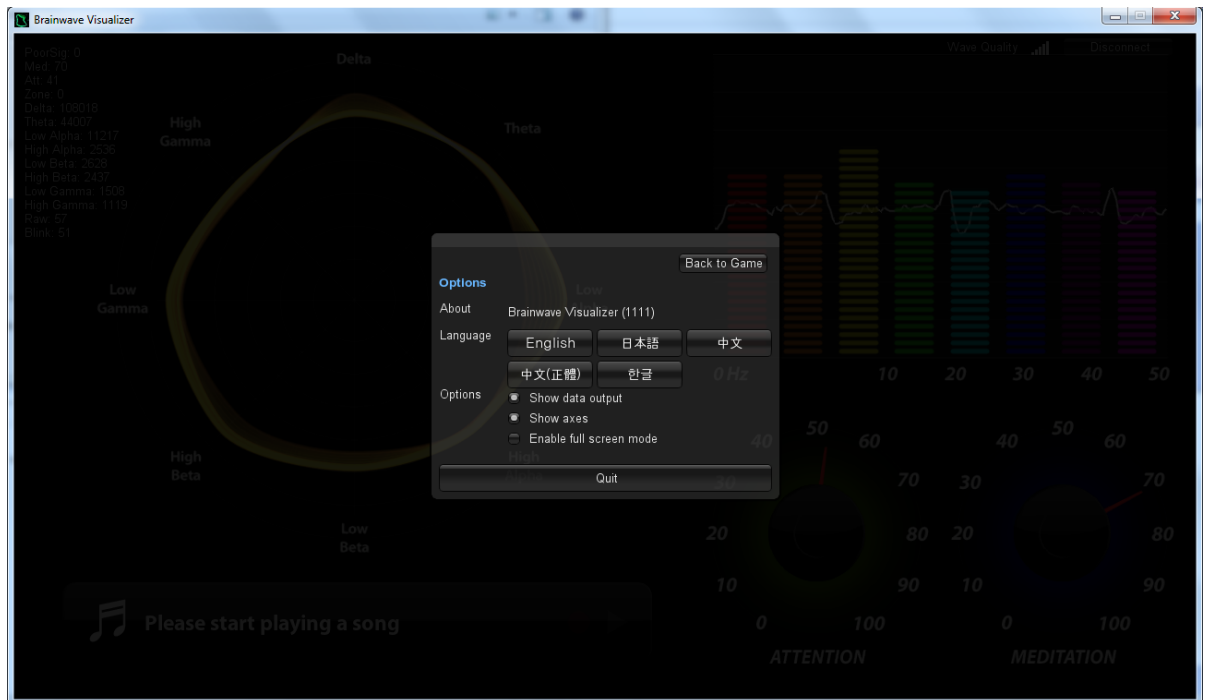 Brainwave Visualizer
PoorSig: 0
Med: 70
Att: 41
Zone: 0
Delta: 108018
Theta: 44007
Low Alpha: 11217
High Alpha: 2536
Low Beta: 2628
High Beta: 2437
Low Gamma: 1508
High Gamma: 1119
Raw: 57
Blink: 51
Delta
Theta
High
Gamma
Low
Gamma
High
Beta
Low
Beta
Low
High
Alpha
Wave Quality
Disconnect
Back to Game
Options
About
Brainwave Visualizer (1111)
Language
English
日本語
中文
中文(正體)
한글
Options
Show data output
Show axes
Enable full screen mode
Quit
0 Hz
10
20
30
40
50
0
10
20
30
40
50
60
70
80
90
100
ATTENTION
0
10
20
30
40
50
60
70
80
90
100
MEDITATION
Please start playing a song